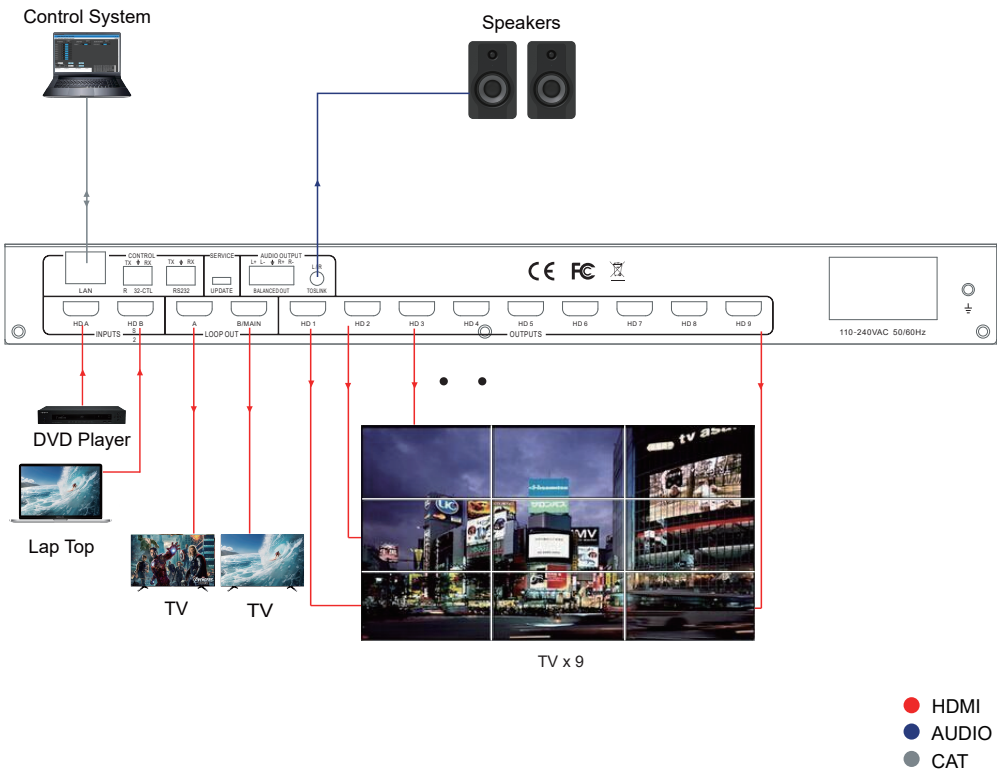 Control System
Speakers
CONTROL
SERVICE
AUDIO OUTPUT
TX RX
TX RX
L+ L- R+ R-
L/R
LAN
R 32-CTL
RS232
UPDATE
BALANCED OUT
TOSLINK
CE FC
HD A
HD B
A
B/MAIN
HD 1
HD 2
HD 3
HD 4
HD 5
HD 6
HD 7
HD 8
HD 9
INPUTS
S
2
LOOP OUT
OUTPUTS
110-240VAC 50/60Hz
DVD Player
Lap Top
TV
TV
TV x 9
HDMI
AUDIO
CAT